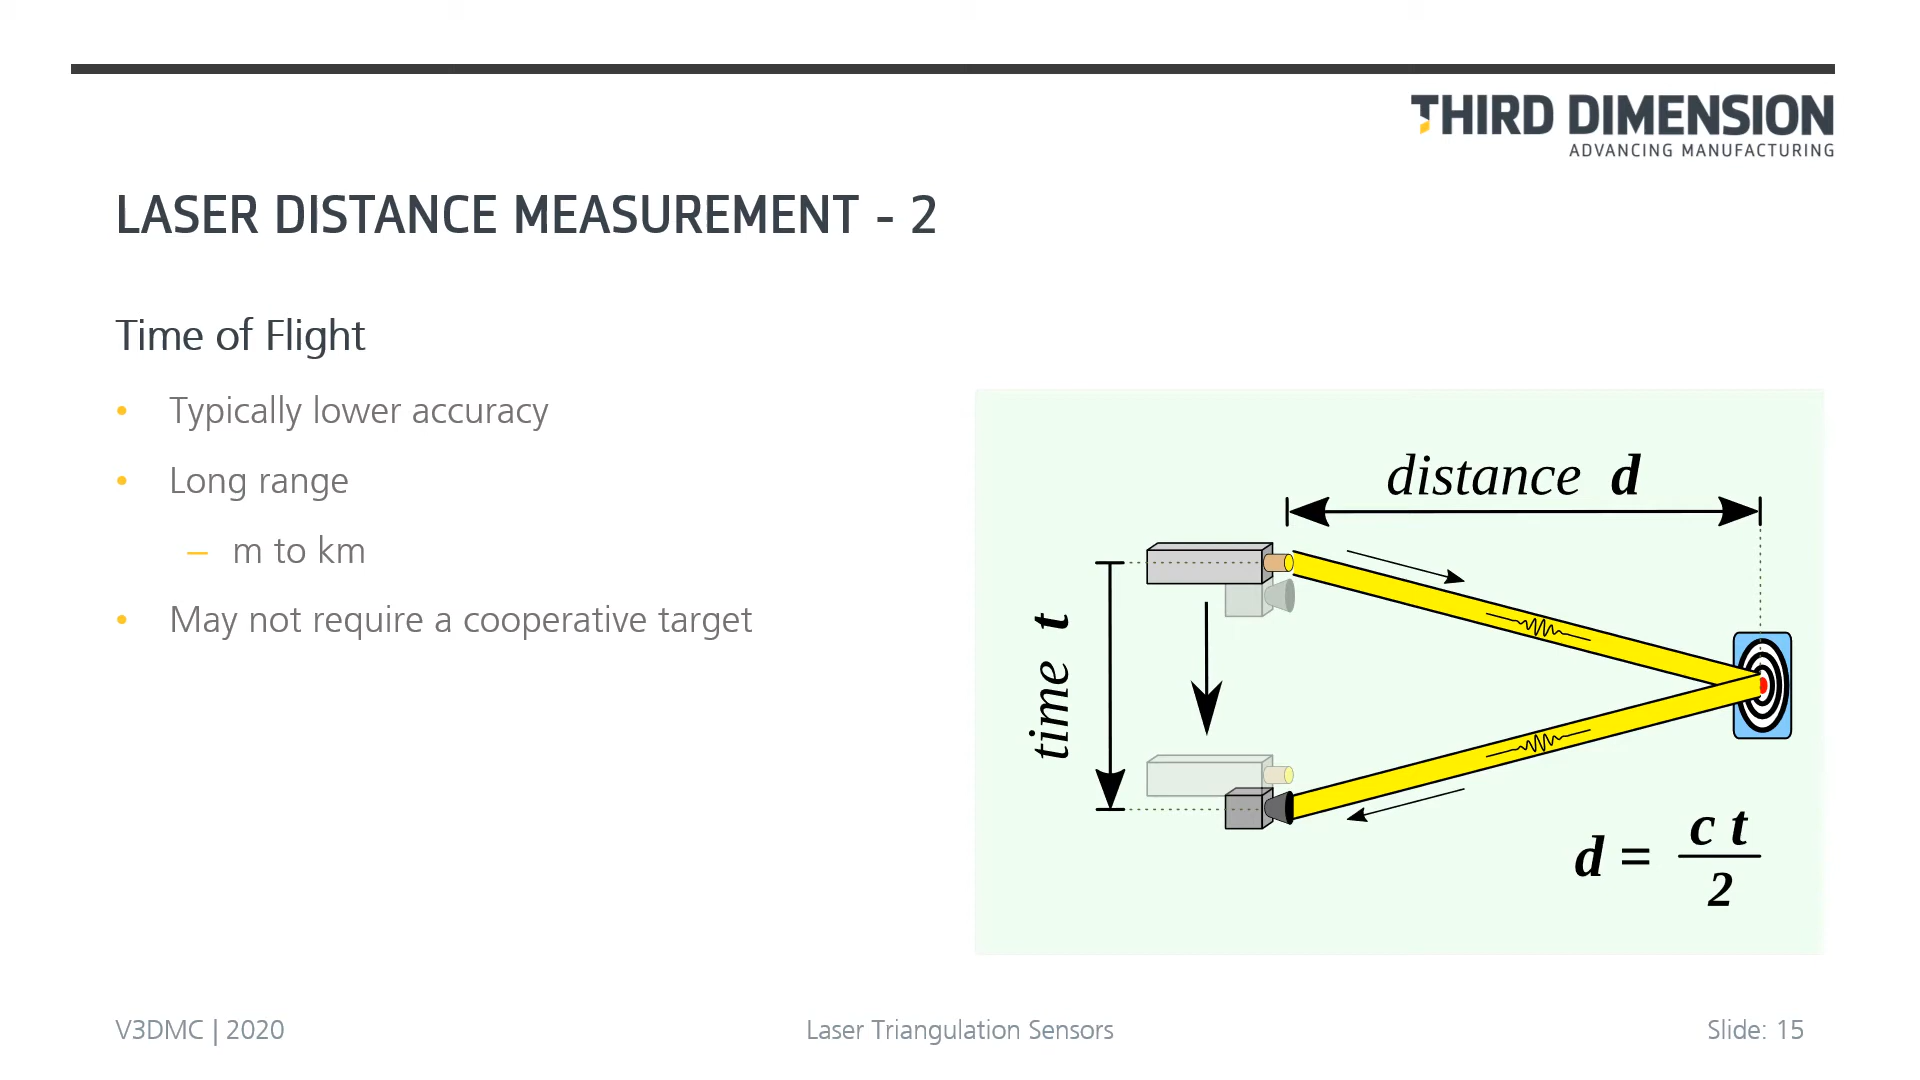 THIRD DIMENSION
ADVANCING MANUFACTURING
LASER DISTANCE MEASUREMENT - 2
Time of Flight
• Typically lower accuracy
• Long range
– m to km
• May not require a cooperative target
distance d
time t
d = c t / 2
V3DMC | 2020
Laser Triangulation Sensors
Slide: 15